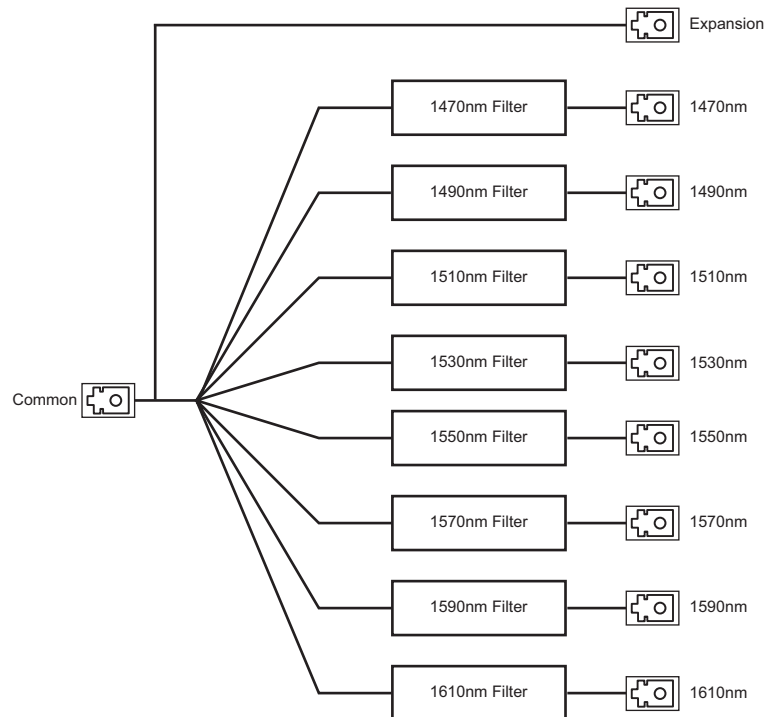 Expansion
1470nm Filter 1470nm
1490nm Filter 1490nm
1510nm Filter 1510nm
1530nm Filter 1530nm
Common
1550nm Filter 1550nm
1570nm Filter 1570nm
1590nm Filter 1590nm
1610nm Filter 1610nm